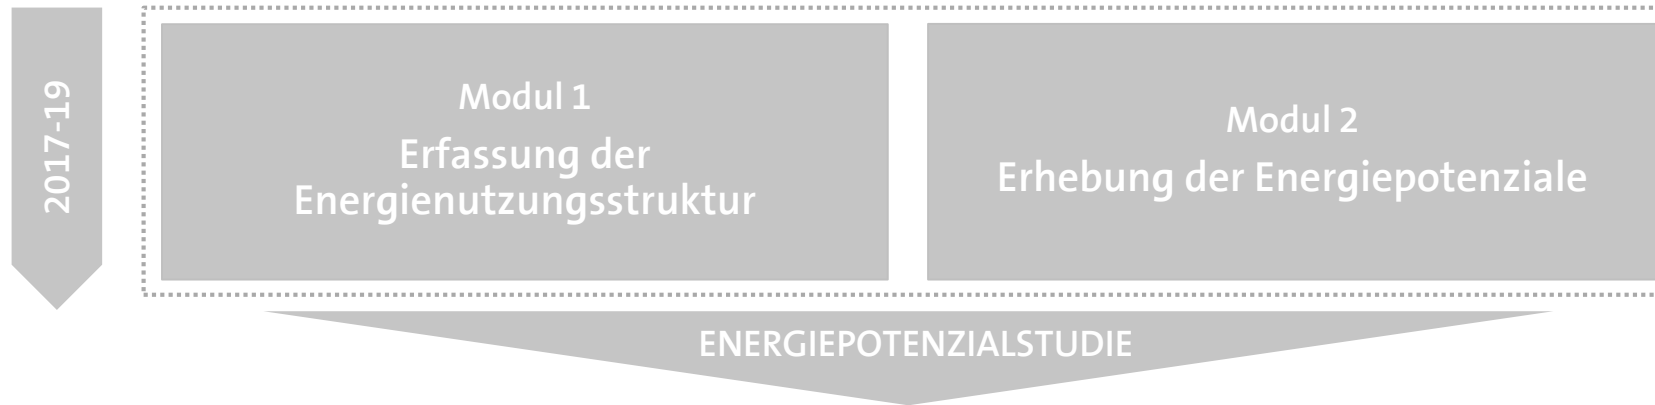 2017-19
Modul 1
Erfassung der
Energienutzungsstruktur
Modul 2
Erhebung der Energiepotenziale
ENERGIEPOTENZIALSTUDIE